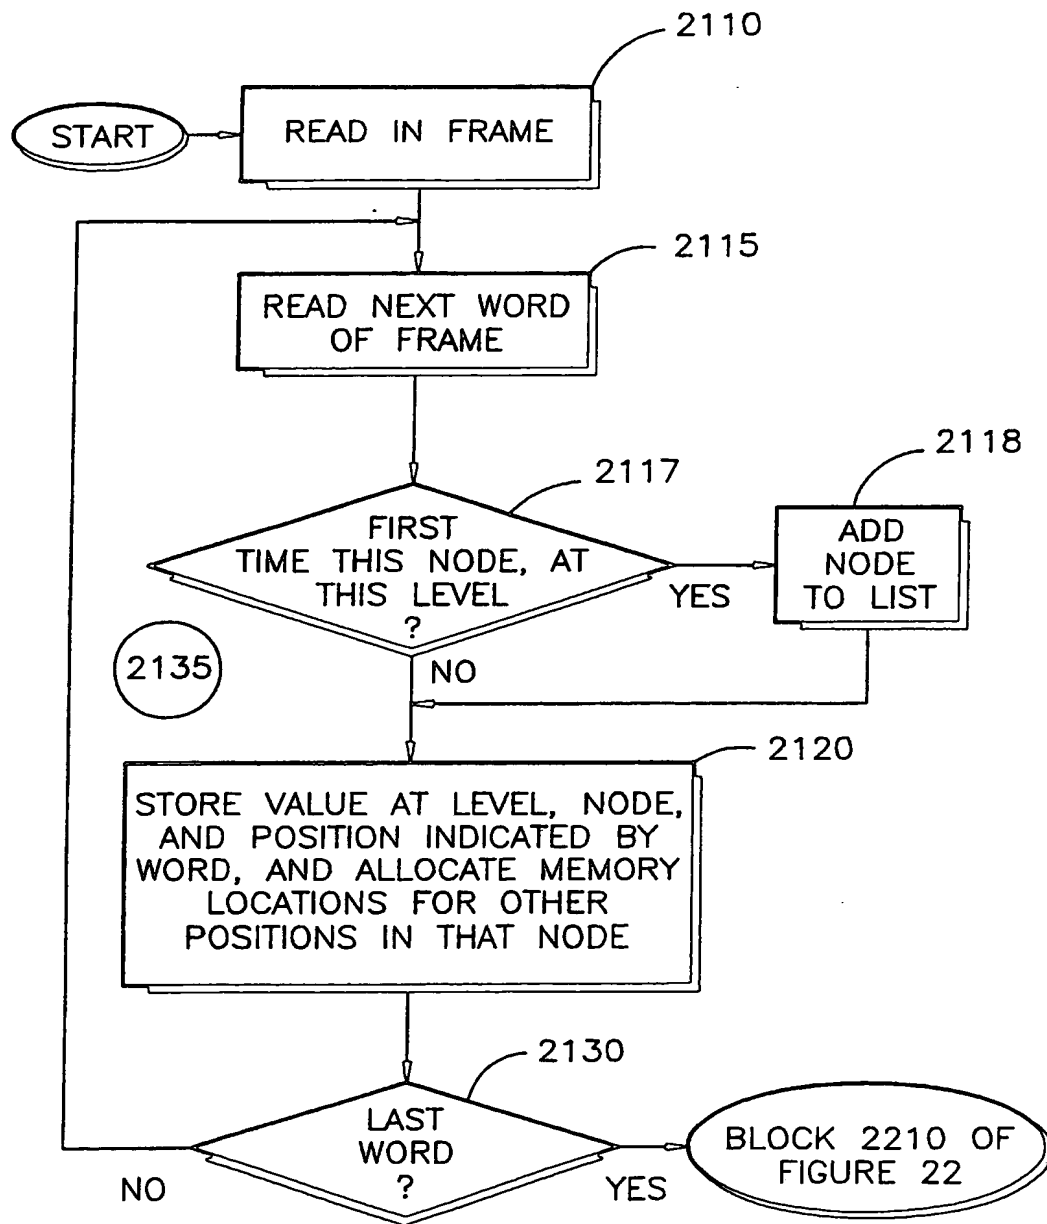 2110
START
READ IN FRAME
2115
READ NEXT WORD
OF FRAME
2118
2117
FIRST
TIME THIS NODE, AT
THIS LEVEL
?
YES
ADD
NODE
TO LIST
2135
NO
2120
STORE VALUE AT LEVEL, NODE,
AND POSITION INDICATED BY
WORD, AND ALLOCATE MEMORY
LOCATIONS FOR OTHER
POSITIONS IN THAT NODE
2130
LAST
WORD
?
NO
YES
BLOCK 2210 OF
FIGURE 22